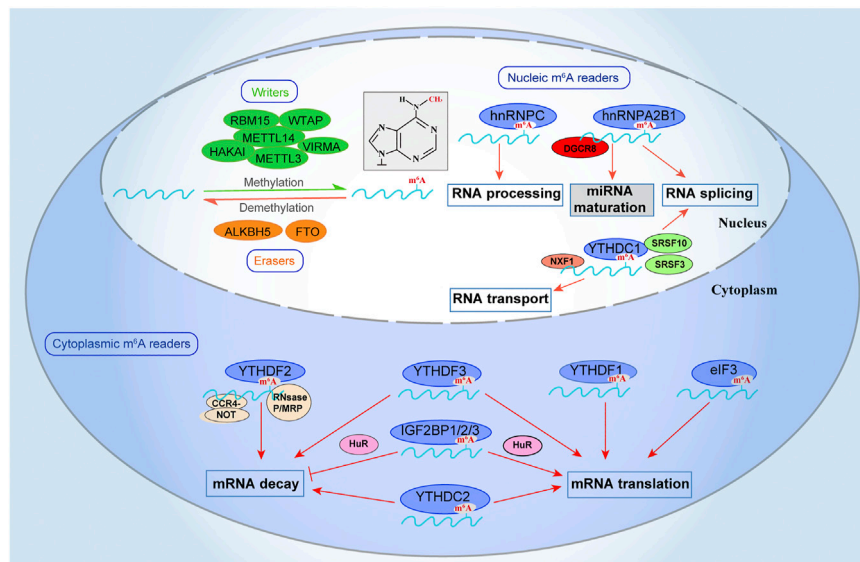 Nucleic m⁶A readers
Writers
RBM15
WTAP
METTL14
HAKAI
VIRMA
METTL3
Methylation
Demethylation
ALKBH5
FTO
Erasers
H
N
CH₃
N
N
N
N
m⁶A
hnRNPC
m⁶A
hnRNPA2B1
m⁶A
DGCR8
RNA processing
miRNA
maturation
RNA splicing
Nucleus
YTHDC1
m⁶A
SRSF10
SRSF3
NXF1
RNA transport
Cytoplasm
Cytoplasmic m⁶A readers
YTHDF2
m⁶A
CCR4-
NOT
RNsase
P/MRP
YTHDF3
m⁶A
YTHDF1
m⁶A
eIF3
m⁶A
HuR
IGF2BP1/2/3
m⁶A
HuR
mRNA decay
mRNA translation
YTHDC2
m⁶A